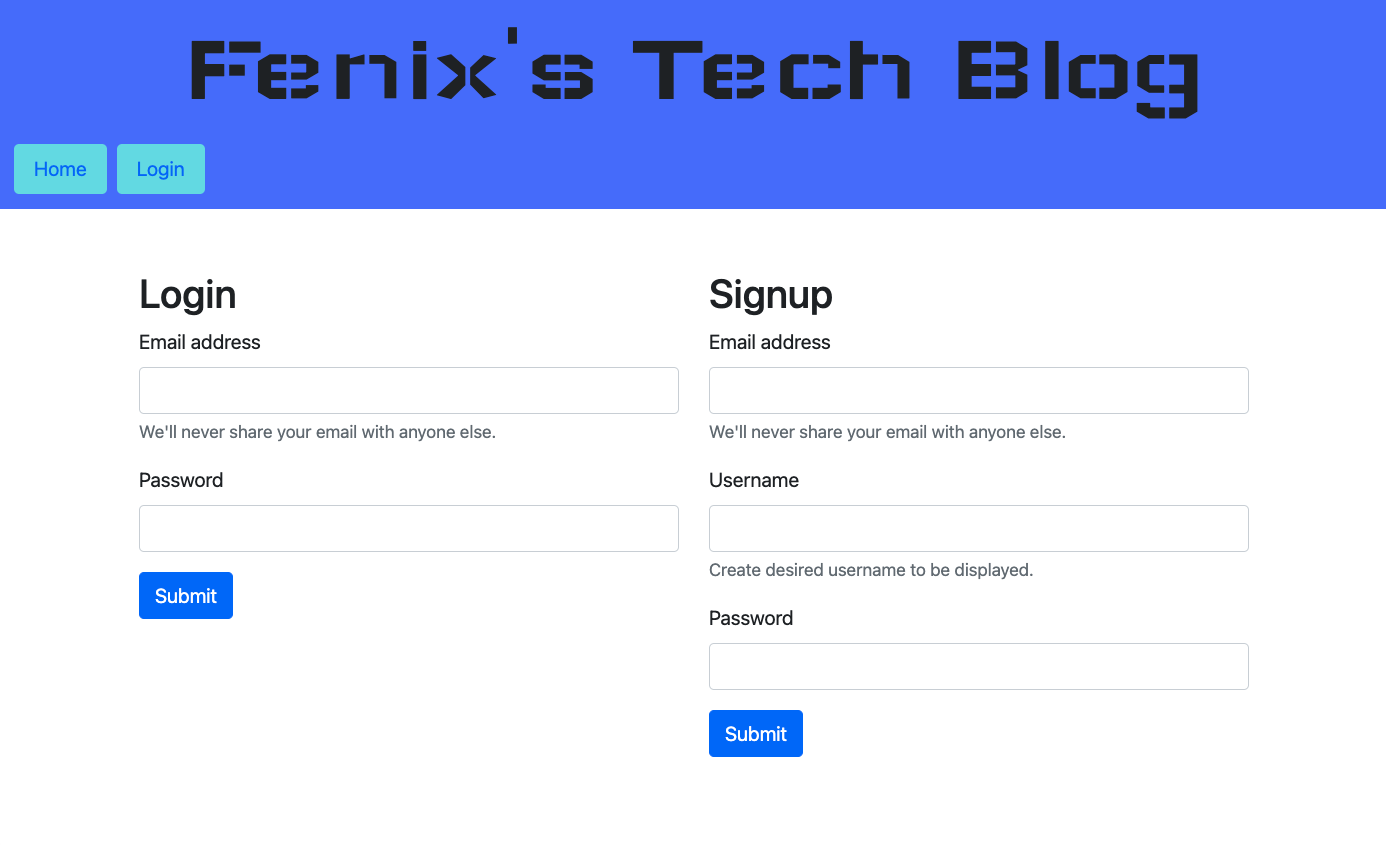 Fenix's Tech Blog
Home Login
Login
Email address
We'll never share your email with anyone else.
Password
Submit
Signup
Email address
We'll never share your email with anyone else.
Username
Create desired username to be displayed.
Password
Submit